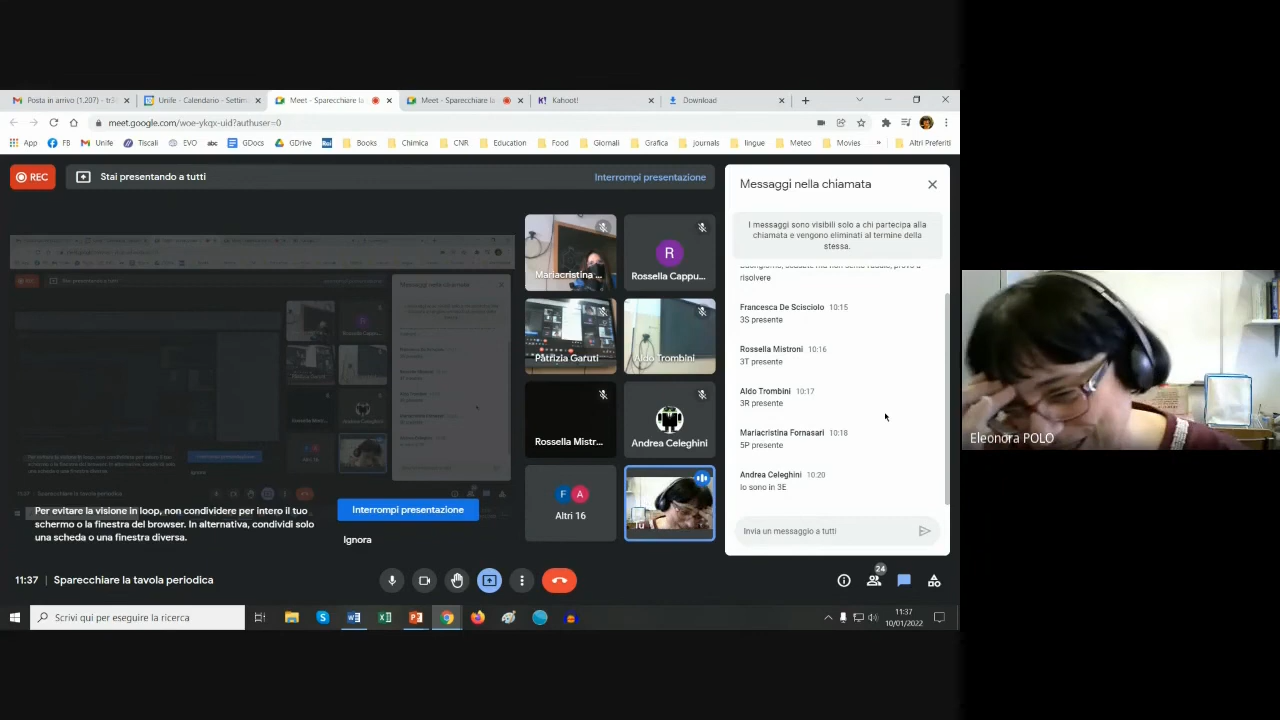 Posta in arrivo (1.207) - tr3
Unife - Calendario - Settim
Meet - Sparecchiare la
Meet - Sparecchiare la
Kahoot!
Download
meet.google.com/woe-ykqx-uid?authuser=0
App
FB
Unife
Tiscali
EVO
abc
GDocs
GDrive
Rai
Books
Chimica
CNR
Education
Food
Giornali
Grafica
journals
lingue
Meteo
Movies
»
Altri Preferiti
REC
Stai presentando a tutti
Interrompi presentazione
Messaggi nella chiamata
I messaggi sono visibili solo a chi partecipa alla
chiamata e vengono eliminati al termine della
stessa.
risolvere
Francesca De Scisciolo 10:15
3S presente
Rossella Mistroni 10:16
3T presente
Aldo Trombini 10:17
3R presente
Mariacristina Fornasari 10:18
5P presente
Andrea Celeghini 10:20
Io sono in 3E
Invia un messaggio a tutti
Mariacristina ...
R
Rossella Cappu...
Patrizia Garuti
Aldo Trombini
Rossella Mistr...
Andrea Celeghini
F A
Altri 16
Tu
Per evitare la visione in loop, non condividere per intero il tuo
schermo o la finestra del browser. In alternativa, condividi solo
una scheda o una finestra diversa.
Interrompi presentazione
Ignora
11:37 | Sparecchiare la tavola periodica
24
Scrivi qui per eseguire la ricerca
11:37
10/01/2022
Eleonora POLO